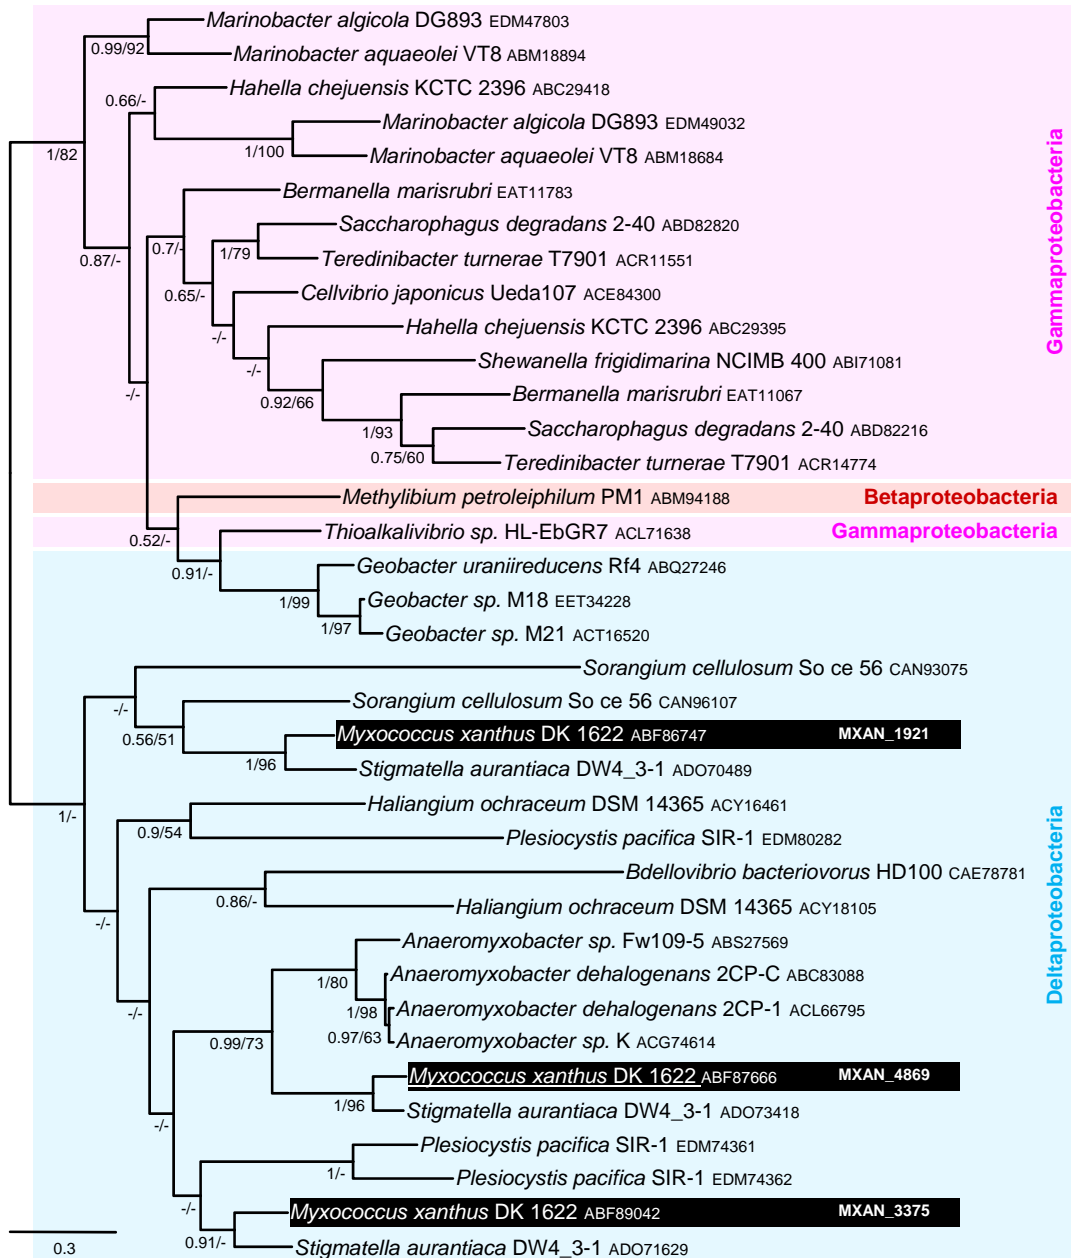 Marinobacter algicola DG893 EDM47803
0.99/92
Marinobacter aquaeolei VT8 ABM18894
Hahella chejuensis KCTC 2396 ABC29418
0.66/-
Marinobacter algicola DG893 EDM49032
1/82
1/100
Marinobacter aquaeolei VT8 ABM18684
Gammaproteobacteria
Bermanella marisrubri EAT11783
Saccharophagus degradans 2-40 ABD82820
0.87/-
0.7/-
1/79
Teredinibacter turnerae T7901 ACR11551
0.65/-
Cellvibrio japonicus Ueda107 ACE84300
-/-
Hahella chejuensis KCTC 2396 ABC29395
Shewanella frigidimarina NCIMB 400 ABI71081
-/-
-/-
0.92/66
Bermanella marisrubri EAT11067
1/93
Saccharophagus degradans 2-40 ABD82216
0.75/60
Teredinibacter turnerae T7901 ACR14774
Methylibium petroleiphilum PM1 ABM94188 Betaproteobacteria
0.52/-
Thioalkalivibrio sp. HL-EbGR7 ACL71638 Gammaproteobacteria
0.91/-
Geobacter uraniireducens Rf4 ABQ27246
1/99
Geobacter sp. M18 EET34228
1/97
Geobacter sp. M21 ACT16520
Sorangium cellulosum So ce 56 CAN93075
-/-
Sorangium cellulosum So ce 56 CAN96107
0.56/51
Myxococcus xanthus DK 1622 ABF86747 MXAN_1921
1/96
Stigmatella aurantiaca DW4_3-1 ADO70489
1/-
Haliangium ochraceum DSM 14365 ACY16461
0.9/54
Plesiocystis pacifica SIR-1 EDM80282
Deltaproteobacteria
Bdellovibrio bacteriovorus HD100 CAE78781
0.86/-
Haliangium ochraceum DSM 14365 ACY18105
-/-
Anaeromyxobacter sp. Fw109-5 ABS27569
1/80
Anaeromyxobacter dehalogenans 2CP-C ABC83088
-/-
1/98
Anaeromyxobacter dehalogenans 2CP-1 ACL66795
0.99/73
0.97/63
Anaeromyxobacter sp. K ACG74614
Myxococcus xanthus DK 1622 ABF87666 MXAN_4869
1/96
Stigmatella aurantiaca DW4_3-1 ADO73418
-/-
Plesiocystis pacifica SIR-1 EDM74361
1/-
Plesiocystis pacifica SIR-1 EDM74362
-/-
Myxococcus xanthus DK 1622 ABF89042 MXAN_3375
0.91/-
Stigmatella aurantiaca DW4_3-1 ADO71629
0.3